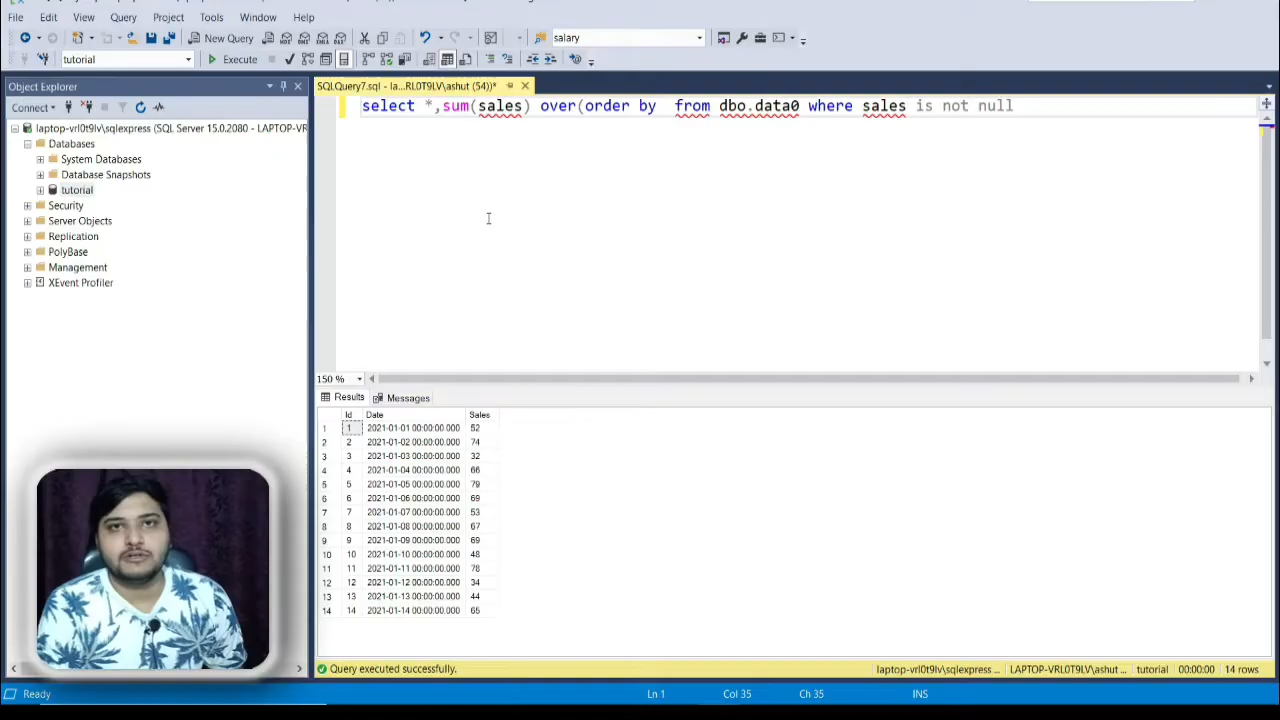 File Edit View Query Project Tools Window Help
New Query salary
tutorial Execute
Object Explorer
SQLQuery7.sql - la...RL0T9LV\ashut (54))*
Connect
select *,sum(sales) over(order by  from dbo.data0 where sales is not null
laptop-vrl0t9lv\sqlexpress (SQL Server 15.0.2080 - LAPTOP-VR
Databases
System Databases
Database Snapshots
tutorial
Security
Server Objects
Replication
PolyBase
Management
XEvent Profiler
150 %
Results Messages
Id Date Sales
1 1 2021-01-01 00:00:00.000 52
2 2 2021-01-02 00:00:00.000 74
3 3 2021-01-03 00:00:00.000 32
4 4 2021-01-04 00:00:00.000 66
5 5 2021-01-05 00:00:00.000 79
6 6 2021-01-06 00:00:00.000 69
7 7 2021-01-07 00:00:00.000 53
8 8 2021-01-08 00:00:00.000 67
9 9 2021-01-09 00:00:00.000 69
10 10 2021-01-10 00:00:00.000 48
11 11 2021-01-11 00:00:00.000 78
12 12 2021-01-12 00:00:00.000 34
13 13 2021-01-13 00:00:00.000 44
14 14 2021-01-14 00:00:00.000 65
Query executed successfully. laptop-vrl0t9lv\sqlexpress ... LAPTOP-VRL0T9LV\ashut ... tutorial 00:00:00 14 rows
Ready Ln 1 Col 35 Ch 35 INS